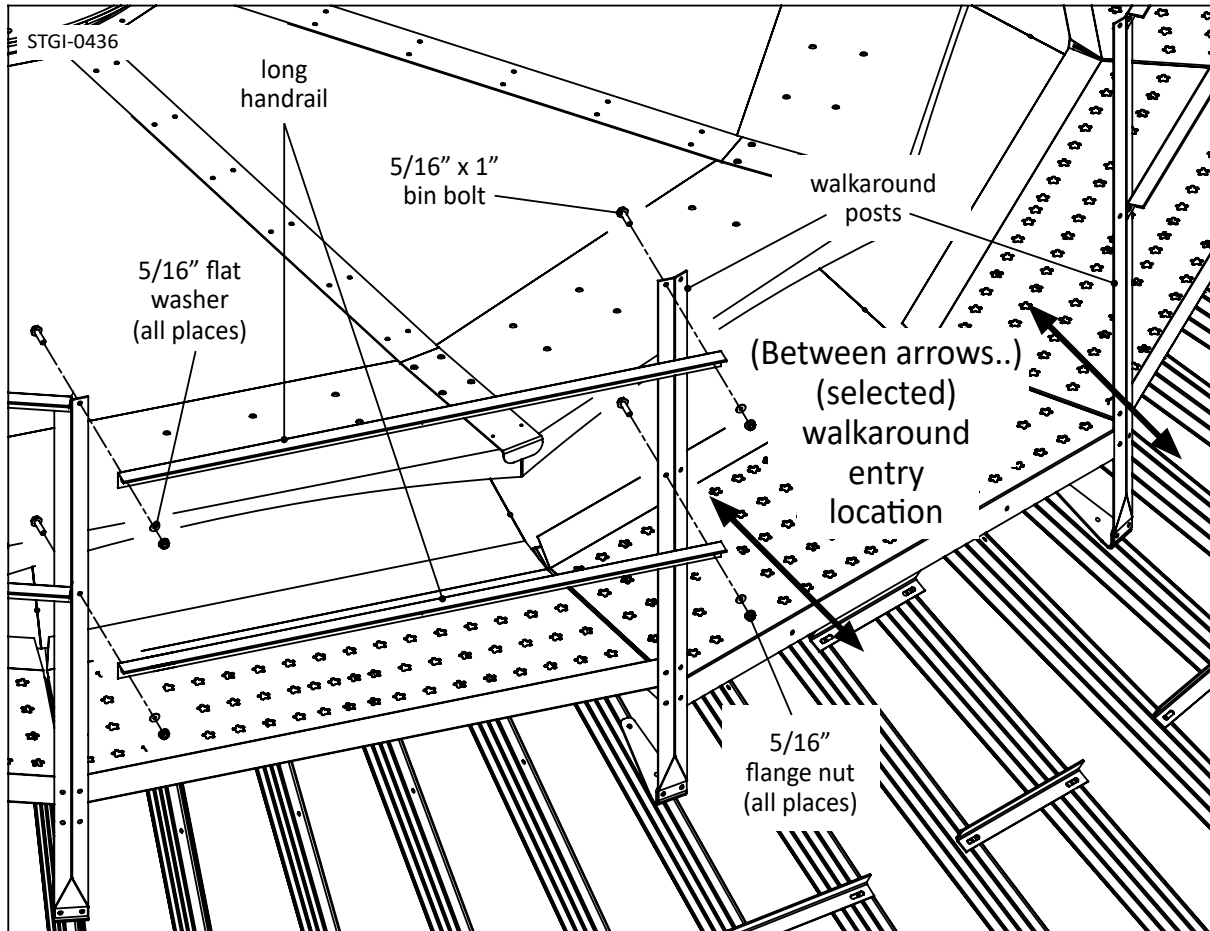 STGI-0436
long
handrail
5/16” x 1”
bin bolt
walkaround
posts
5/16” flat
washer
(all places)
(Between arrows..)
(selected)
walkaround
entry
location
5/16”
flange nut
(all places)